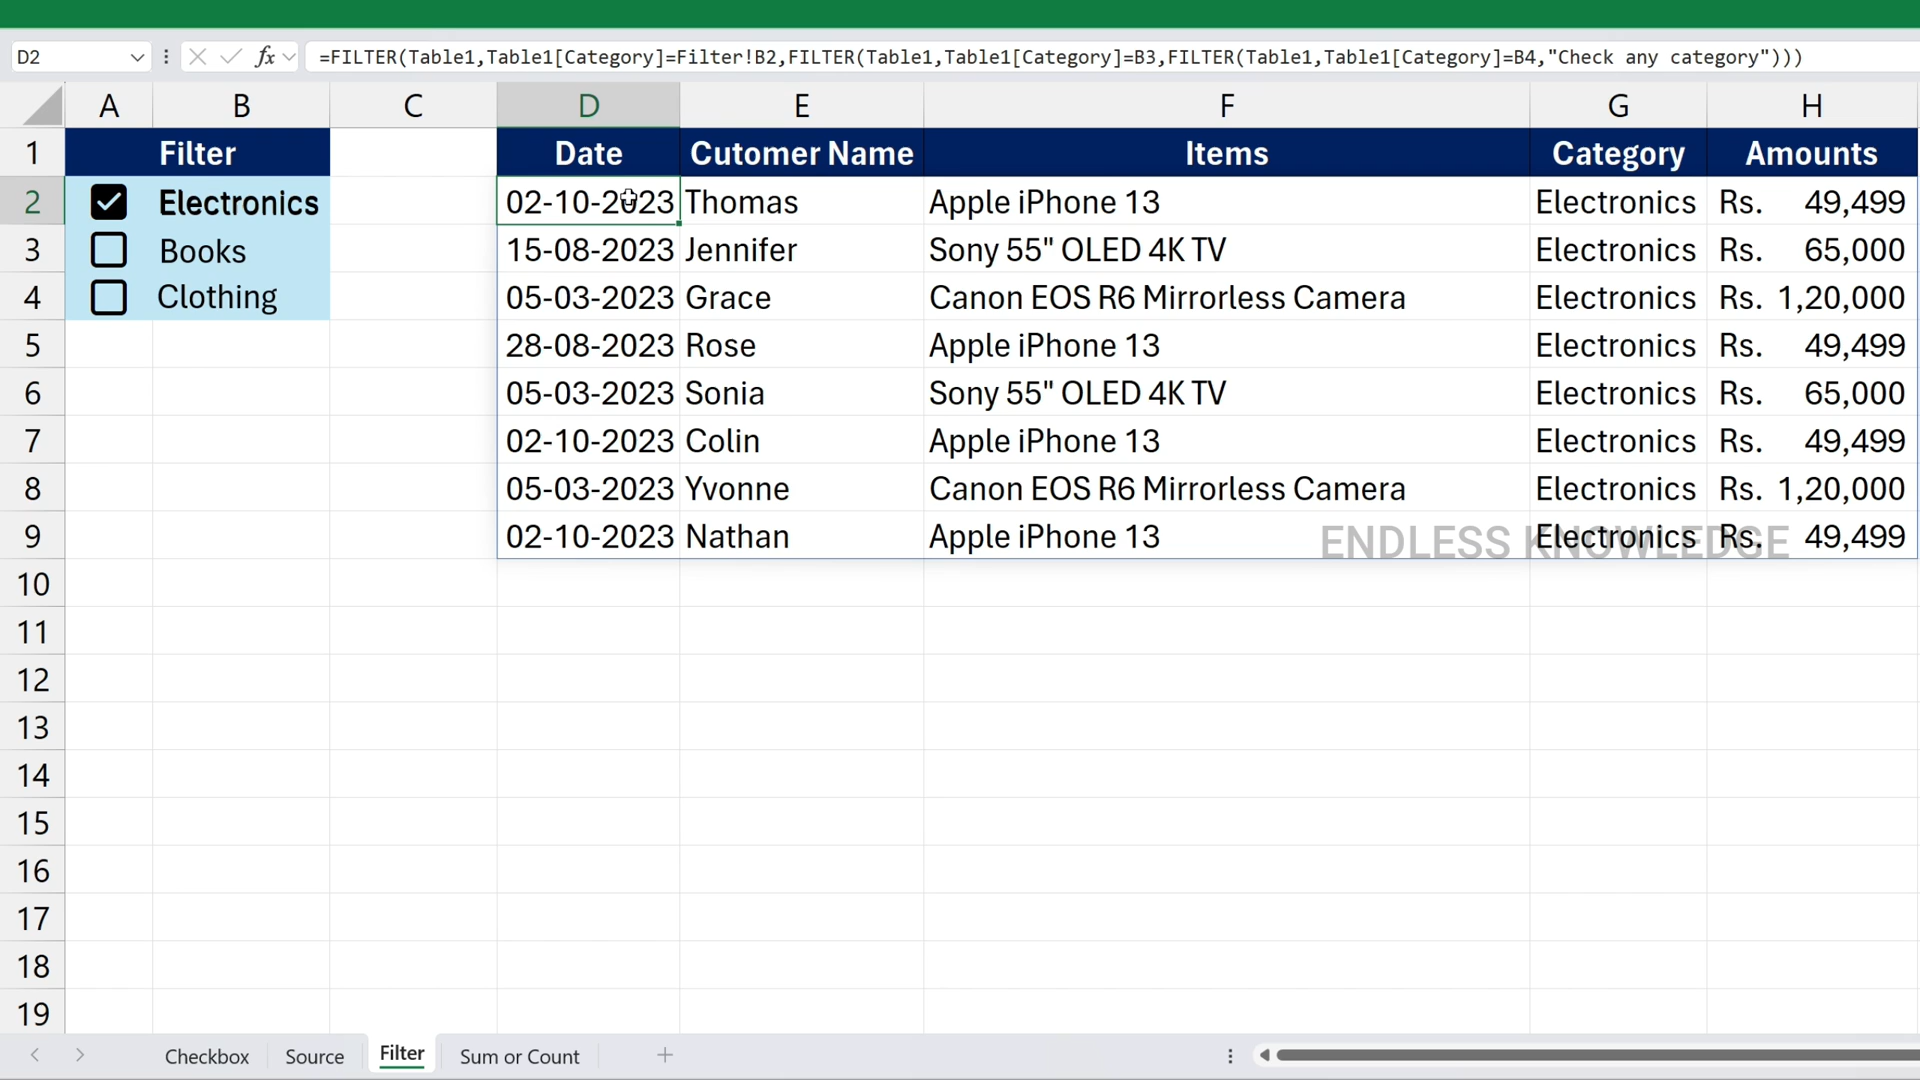 D2
fx
=FILTER(Table1,Table1[Category]=Filter!B2,FILTER(Table1,Table1[Category]=B3,FILTER(Table1,Table1[Category]=B4,"Check any category")))
A B C D E F G H
1 Filter Date Cutomer Name Items Category Amounts
2 Electronics 02-10-2023 Thomas Apple iPhone 13 Electronics Rs. 49,499
3 Books 15-08-2023 Jennifer Sony 55" OLED 4K TV Electronics Rs. 65,000
4 Clothing 05-03-2023 Grace Canon EOS R6 Mirrorless Camera Electronics Rs. 1,20,000
5 28-08-2023 Rose Apple iPhone 13 Electronics Rs. 49,499
6 05-03-2023 Sonia Sony 55" OLED 4K TV Electronics Rs. 65,000
7 02-10-2023 Colin Apple iPhone 13 Electronics Rs. 49,499
8 05-03-2023 Yvonne Canon EOS R6 Mirrorless Camera Electronics Rs. 1,20,000
9 02-10-2023 Nathan Apple iPhone 13 Electronics Rs. 49,499
ENDLESS KNOWLEDGE
10
11
12
13
14
15
16
17
18
19
Checkbox Source Filter Sum or Count